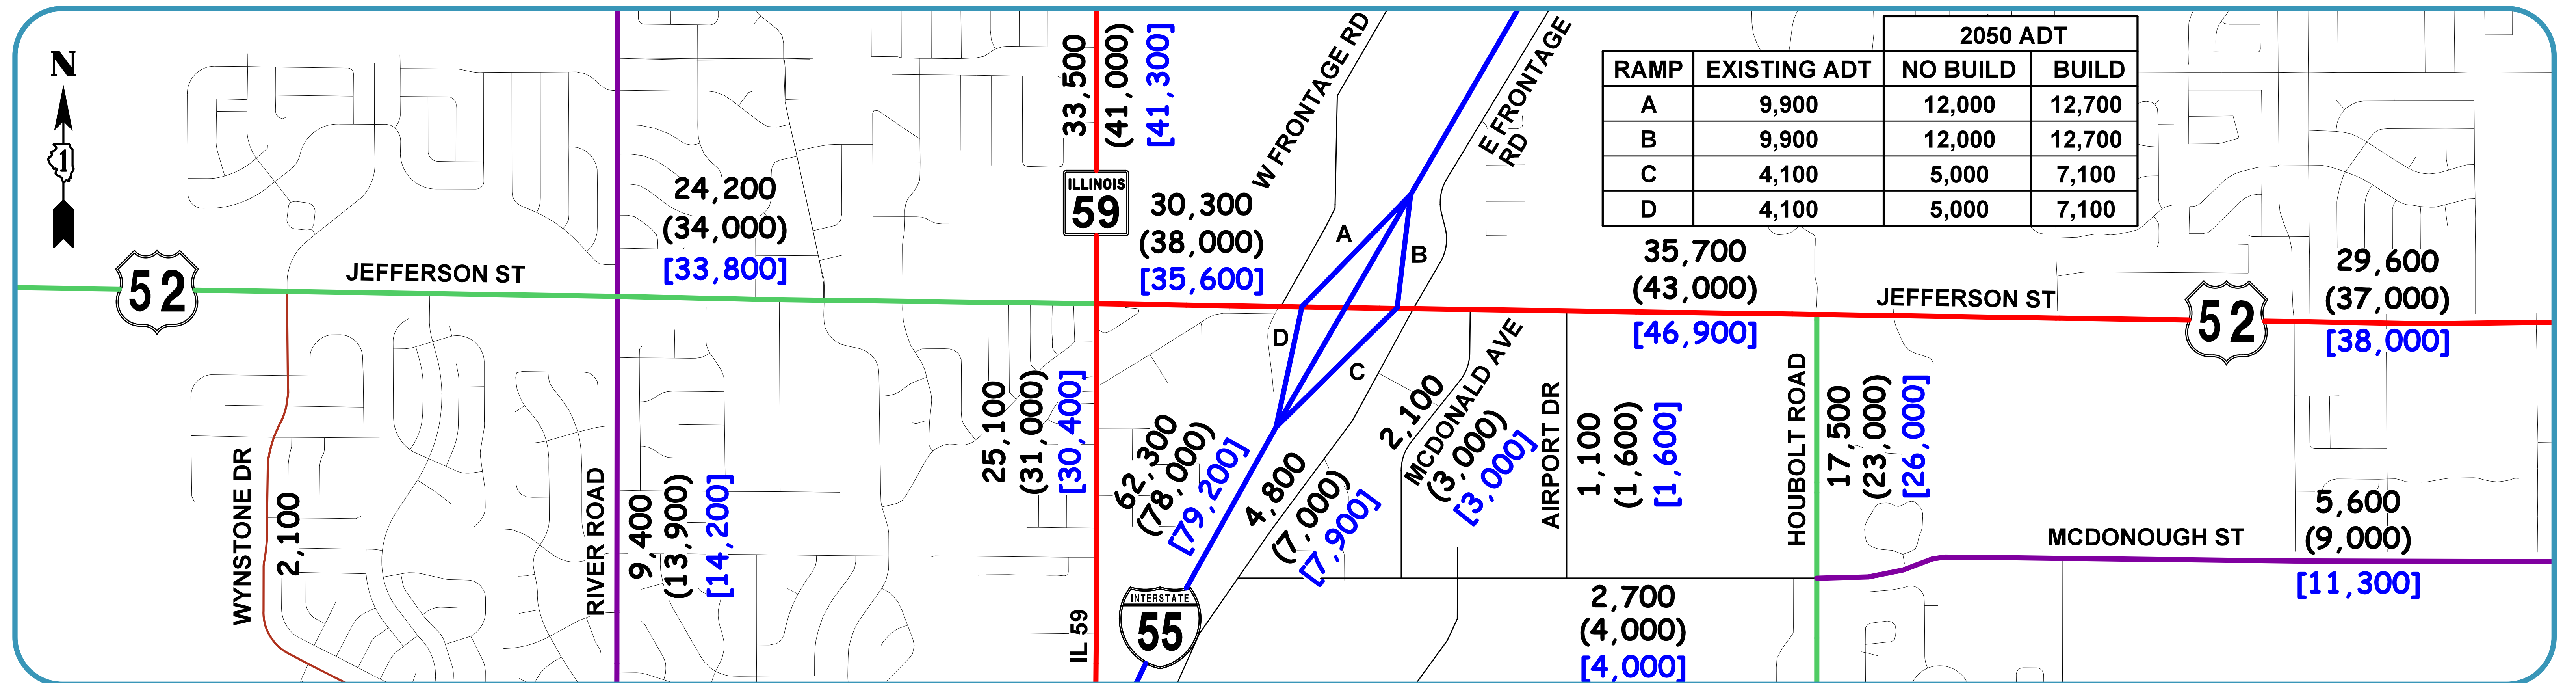 N
1
52
JEFFERSON ST
24,200
(34,000)
[33,800]
33,500
(41,000)
[41,300]
ILLINOIS
59
30,300
(38,000)
[35,600]
W FRONTAGE RD
E FRONTAGE
RD
A
B
D
C
2050 ADT
RAMP EXISTING ADT NO BUILD BUILD
A 9,900 12,000 12,700
B 9,900 12,000 12,700
C 4,100 5,000 7,100
D 4,100 5,000 7,100
35,700
(43,000)
[46,900]
JEFFERSON ST
52
29,600
(37,000)
[38,000]
WYNSTONE DR
2,100
RIVER ROAD
9,400
(13,900)
[14,200]
25,100
(31,000)
[30,400]
IL 59
62,300
(78,000)
[79,200]
INTERSTATE
55
4,800
(7,000)
[7,900]
2,100
MCDONALD AVE
(3,000)
[3,000]
AIRPORT DR
1,100
(1,600)
[1,600]
HOUBOLT ROAD
17,500
(23,000)
[26,000]
2,700
(4,000)
[4,000]
MCDONOUGH ST
5,600
(9,000)
[11,300]